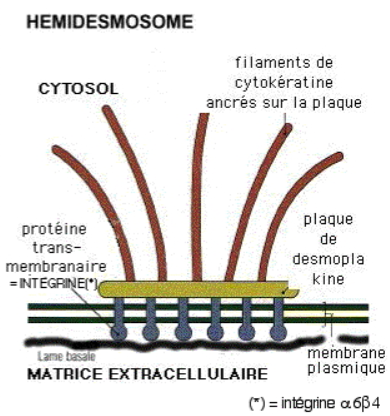 HEMIDESMOSOME
filaments de
cytokératine
ancrés sur la plaque
CYTOSOL
protéine
trans-
membranaire
= INTEGRINE(*)
plaque
de
desmopla
kine
Lame basale
membrane
plasmique
MATRICE EXTRACELLULAIRE
(*) = intégrine α6β4